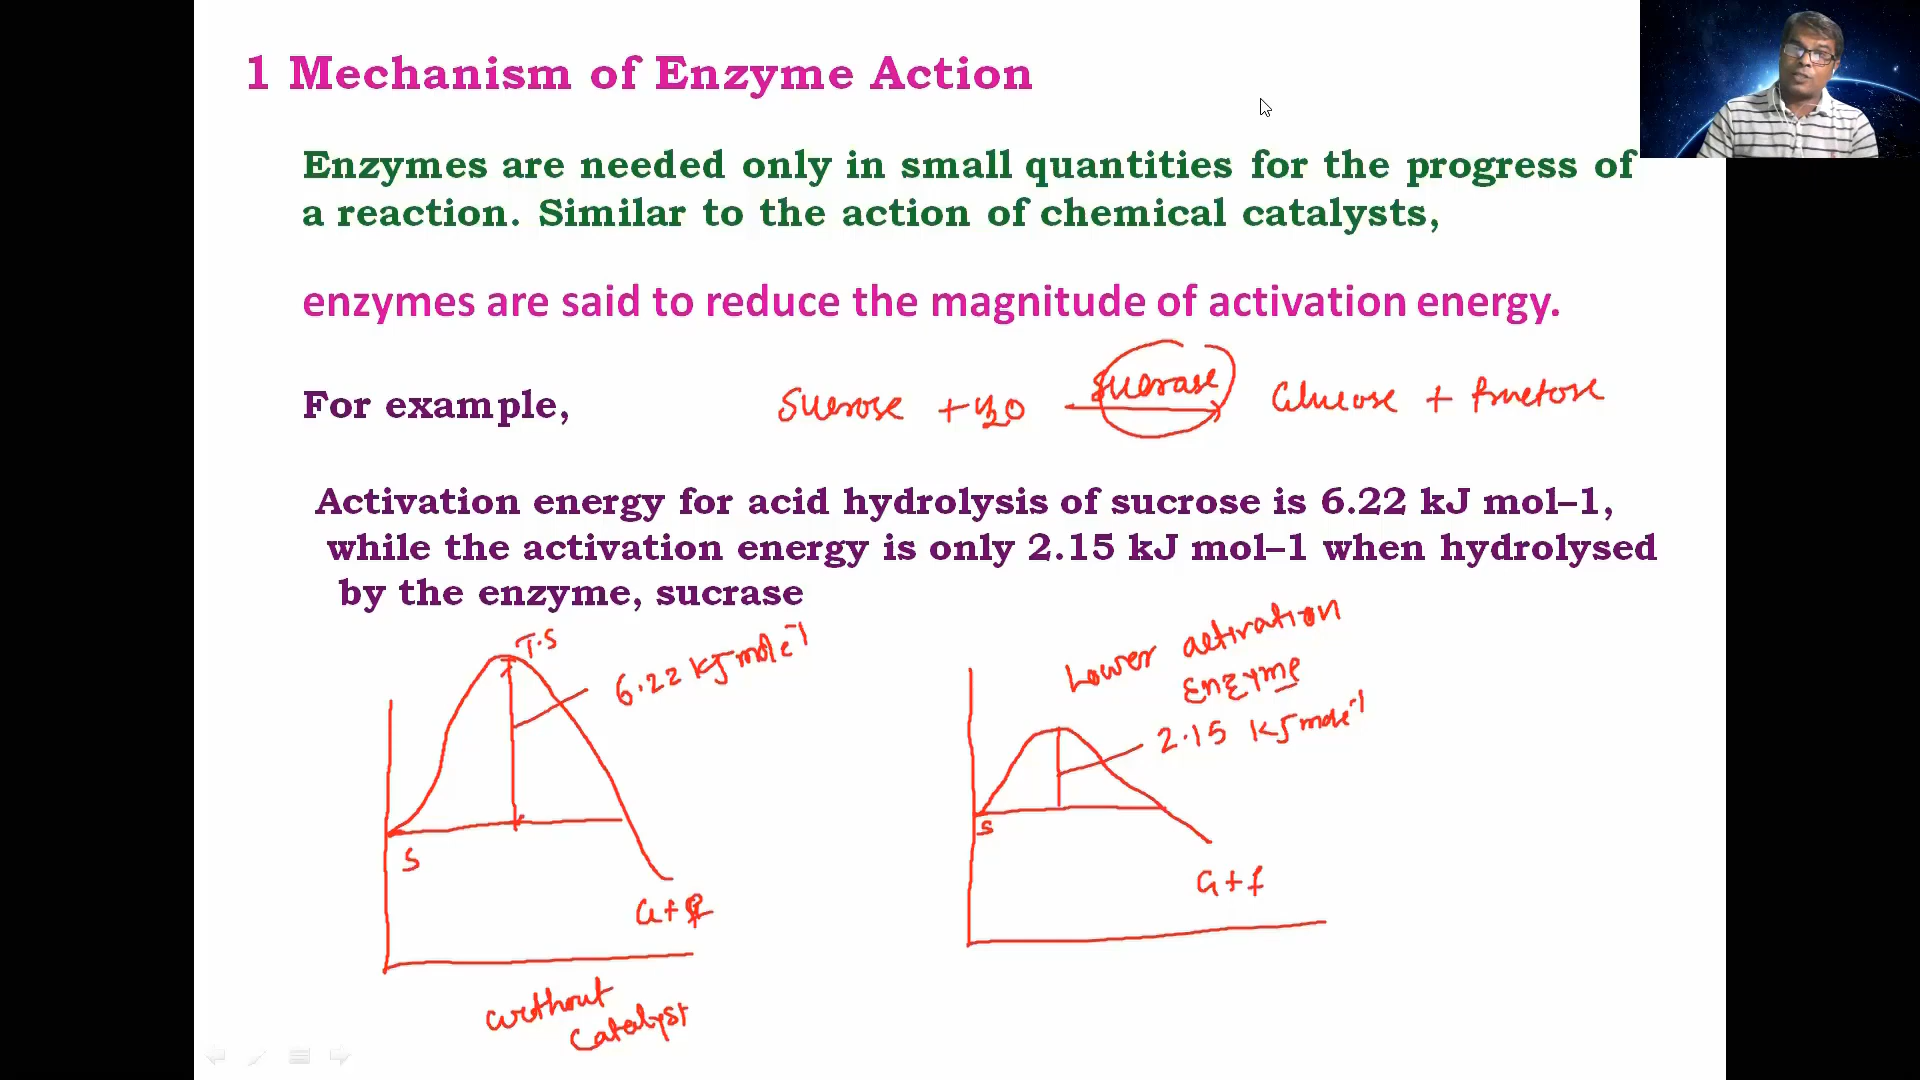 1 Mechanism of Enzyme Action
Enzymes are needed only in small quantities for the progress of
a reaction. Similar to the action of chemical catalysts,
enzymes are said to reduce the magnitude of activation energy.
For example,
Sucrose + H2O
Sucrase
Glucose + fructose
Activation energy for acid hydrolysis of sucrose is 6.22 kJ mol–1,
while the activation energy is only 2.15 kJ mol–1 when hydrolysed
by the enzyme, sucrase
T.S
6.22 KJ mole-1
S
G+f
without
catalyst
Lower activation
Enzyme
2.15 KJ mole-1
S
G+f